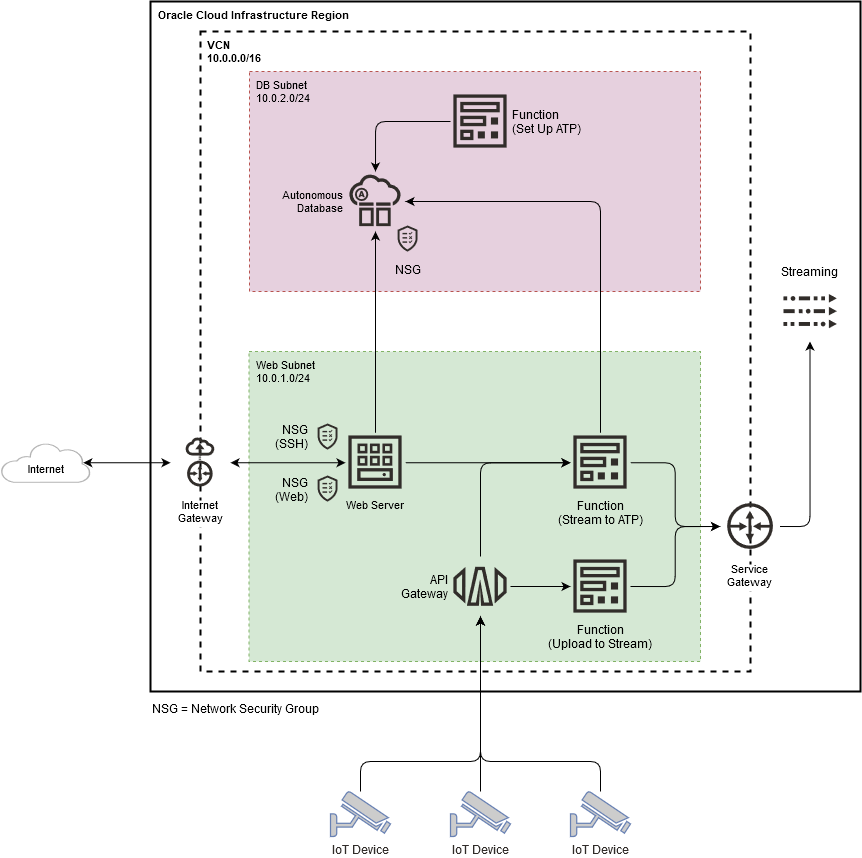 Oracle Cloud Infrastructure Region
VCN
10.0.0.0/16
DB Subnet
10.0.2.0/24
Function
(Set Up ATP)
Autonomous
Database
A
NSG
Streaming
Web Subnet
10.0.1.0/24
NSG
(SSH)
Internet
NSG
(Web)
Internet
Gateway
Web Server
Function
(Stream to ATP)
Service
Gateway
API
Gateway
Function
(Upload to Stream)
NSG = Network Security Group
IoT Device
IoT Device
IoT Device